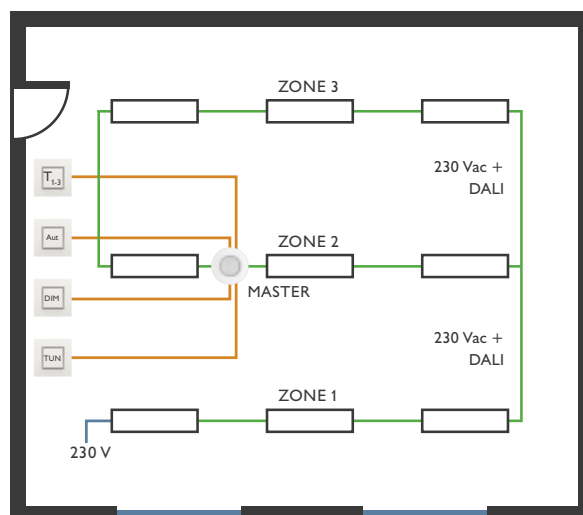 ZONE 3
230 Vac +
DALI
T1-3
Aut
ZONE 2
DIM
MASTER
230 Vac +
DALI
TUN
ZONE 1
230 V